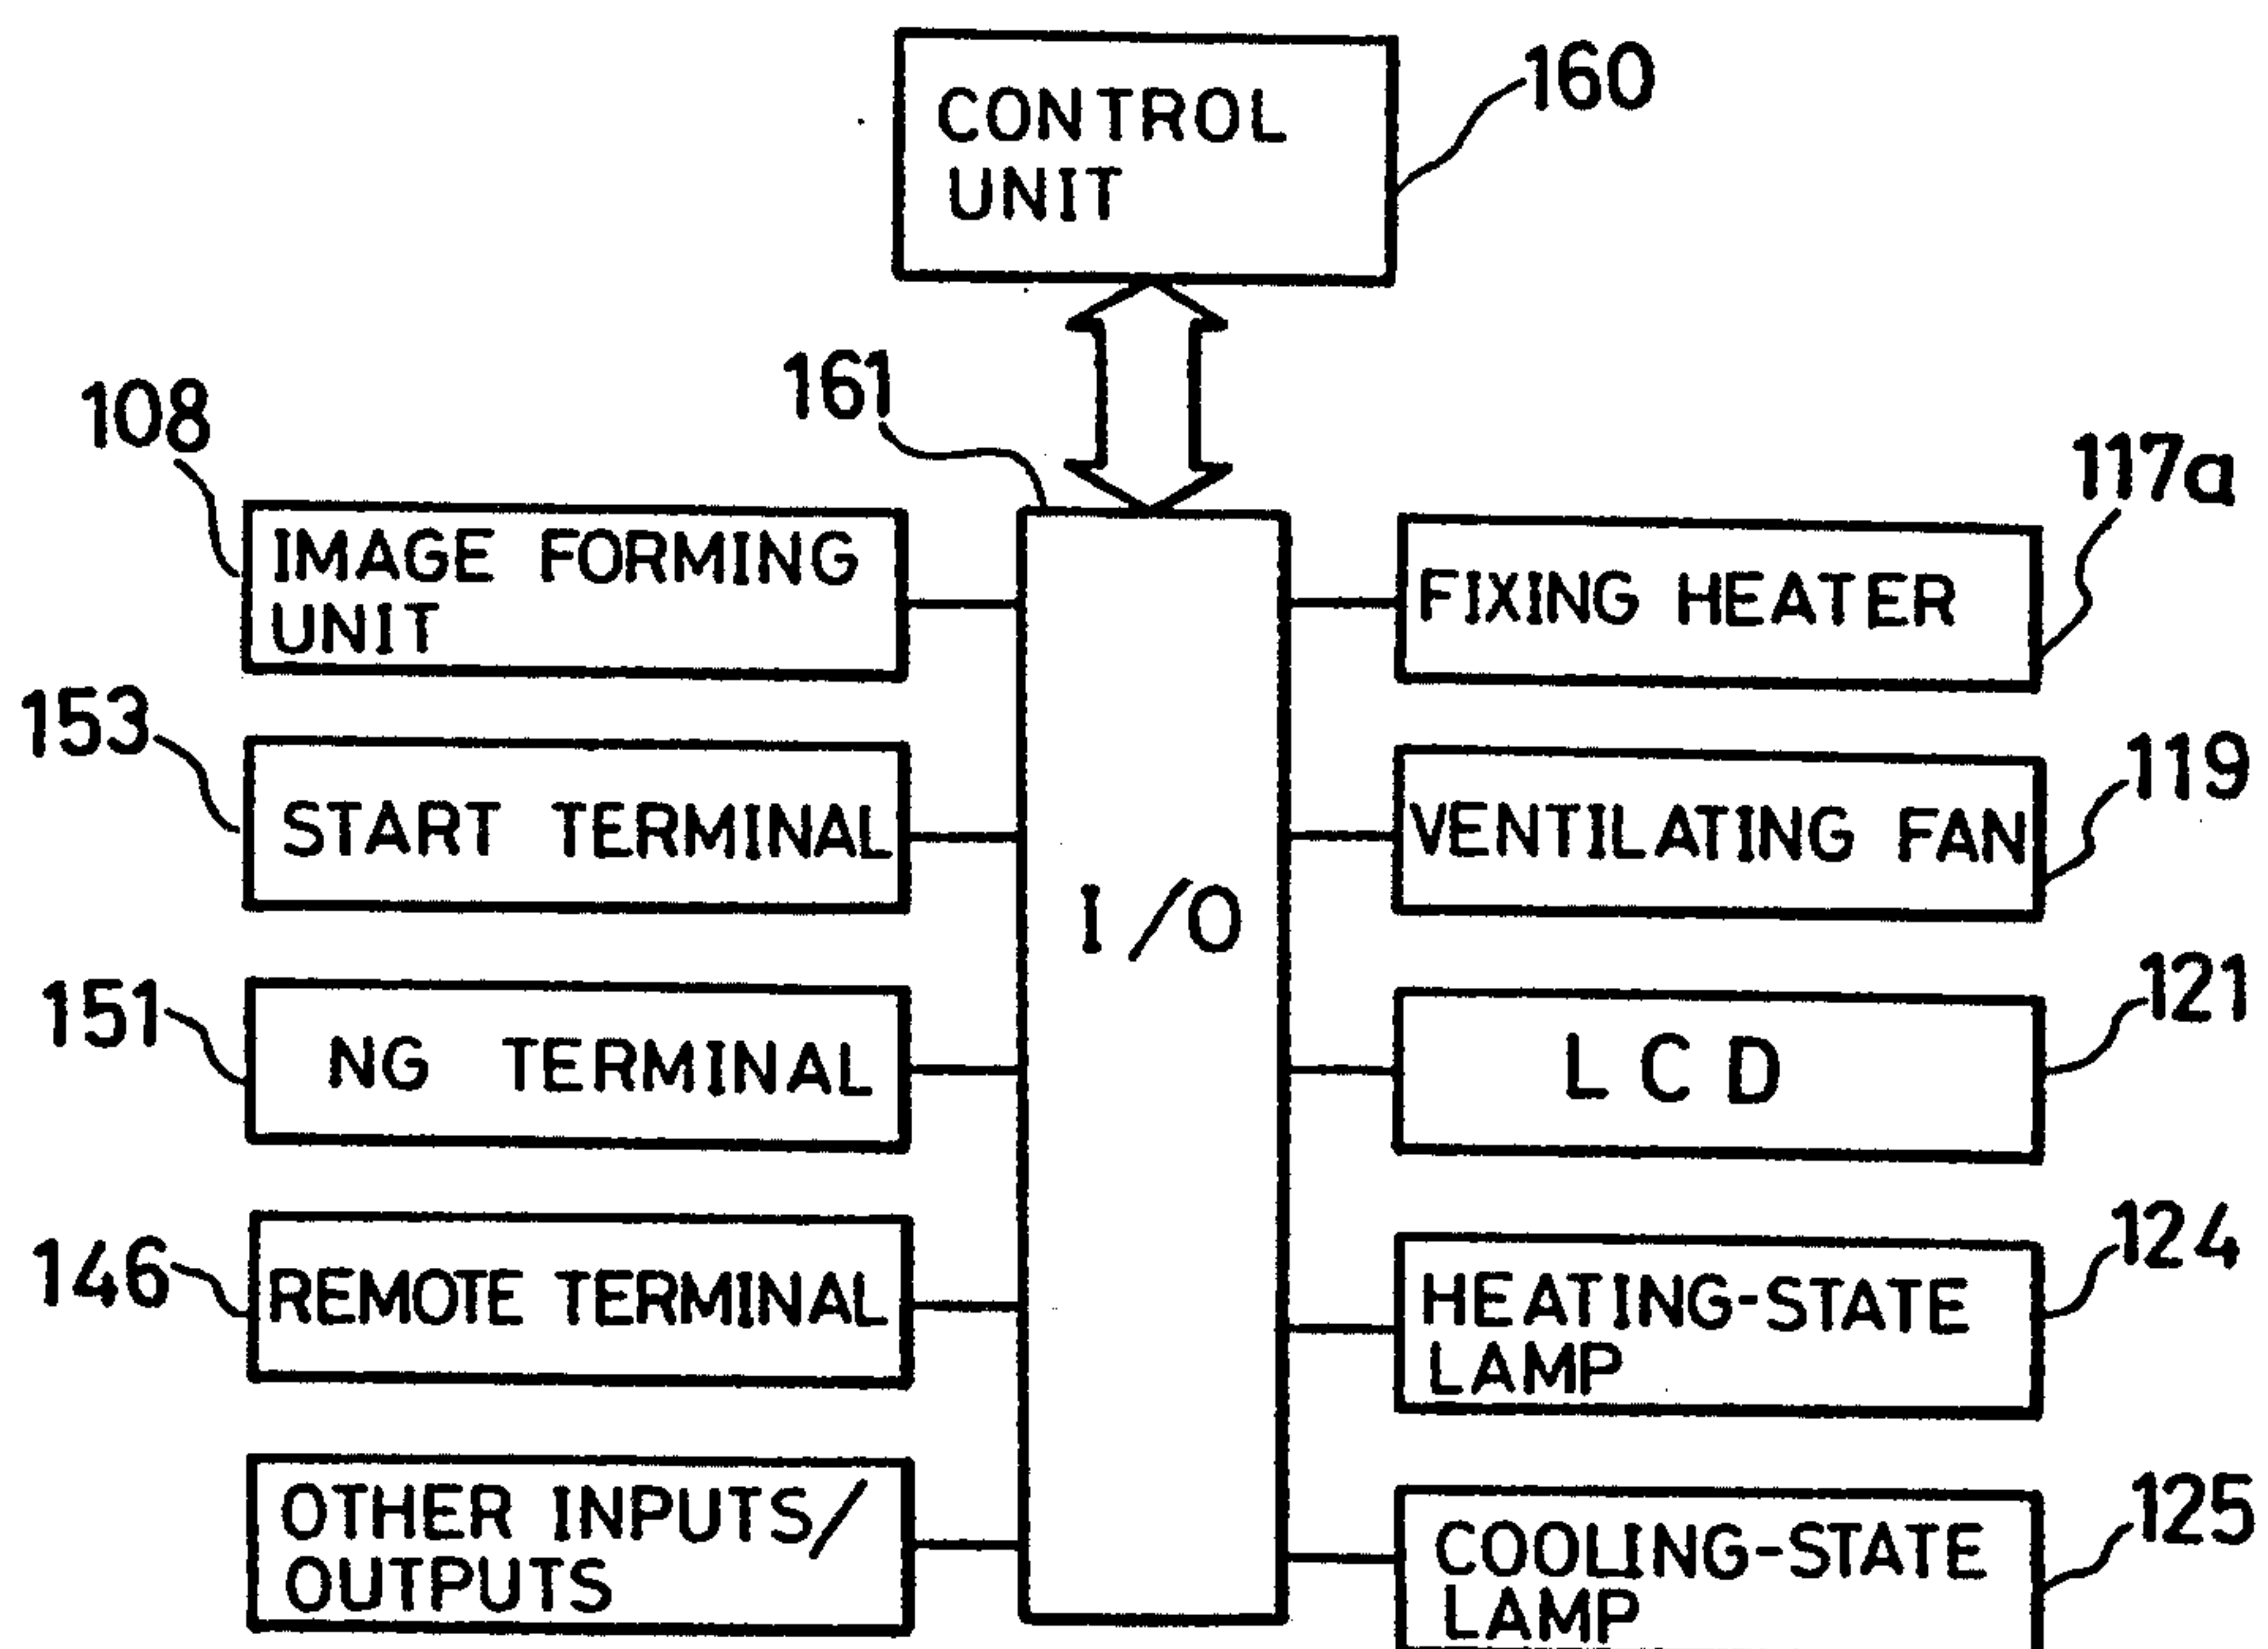 CONTROL
UNIT
160
161
108
IMAGE FORMING
UNIT
153
START TERMINAL
151
NG TERMINAL
146
REMOTE TERMINAL
OTHER INPUTS/
OUTPUTS
I/O
117a
FIXING HEATER
119
VENTILATING FAN
121
LCD
124
HEATING-STATE
LAMP
125
COOLING-STATE
LAMP